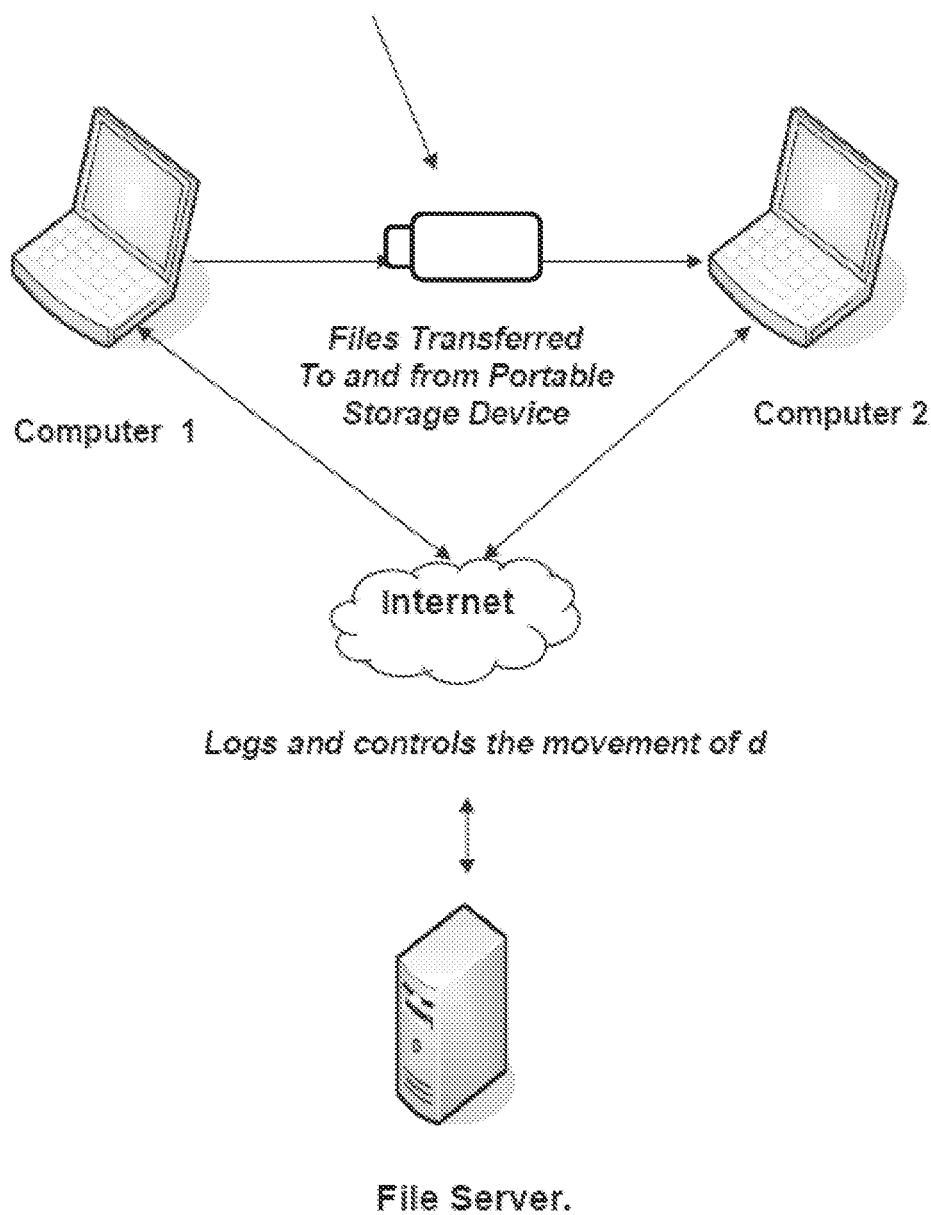 Files Transferred
To and from Portable
Storage Device
Computer 1
Computer 2
Internet
Logs and controls the movement of d
File Server.